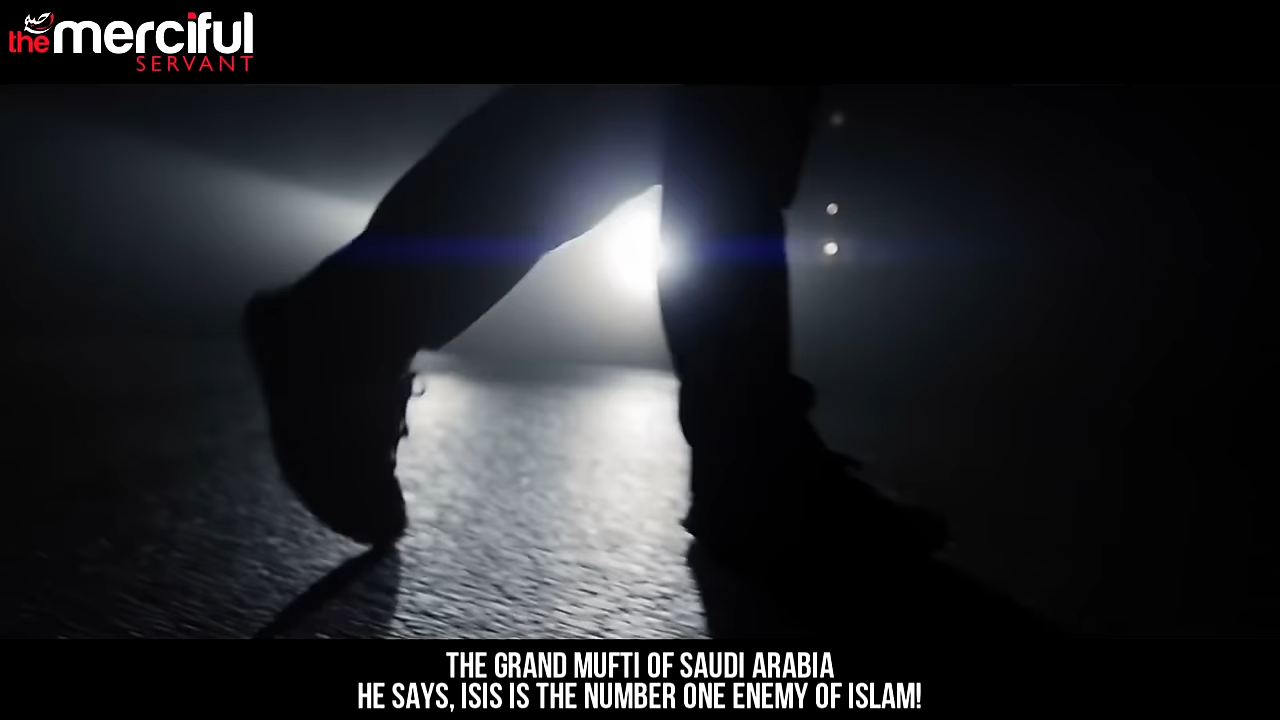 the merciful
SERVANT
THE GRAND MUFTI OF SAUDI ARABIA
HE SAYS, ISIS IS THE NUMBER ONE ENEMY OF ISLAM!